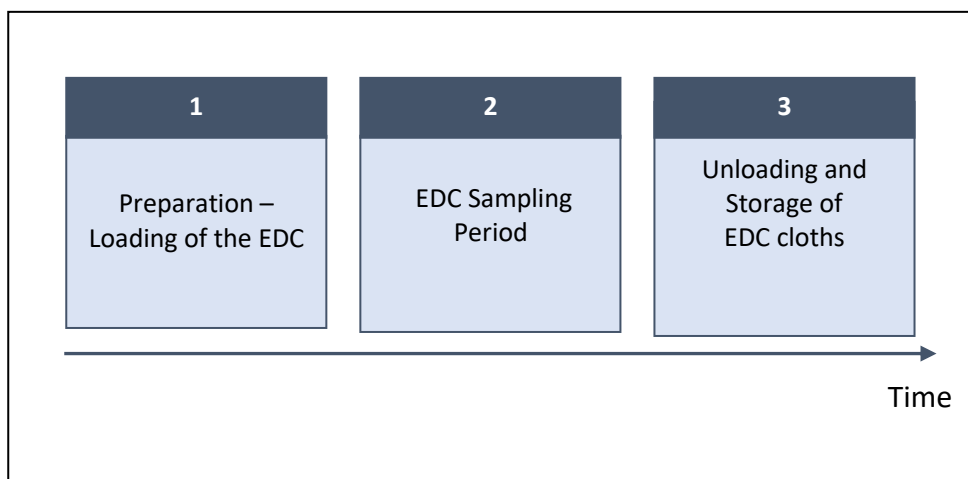 1
Preparation –
Loading of the EDC
2
EDC Sampling
Period
3
Unloading and
Storage of
EDC cloths
Time